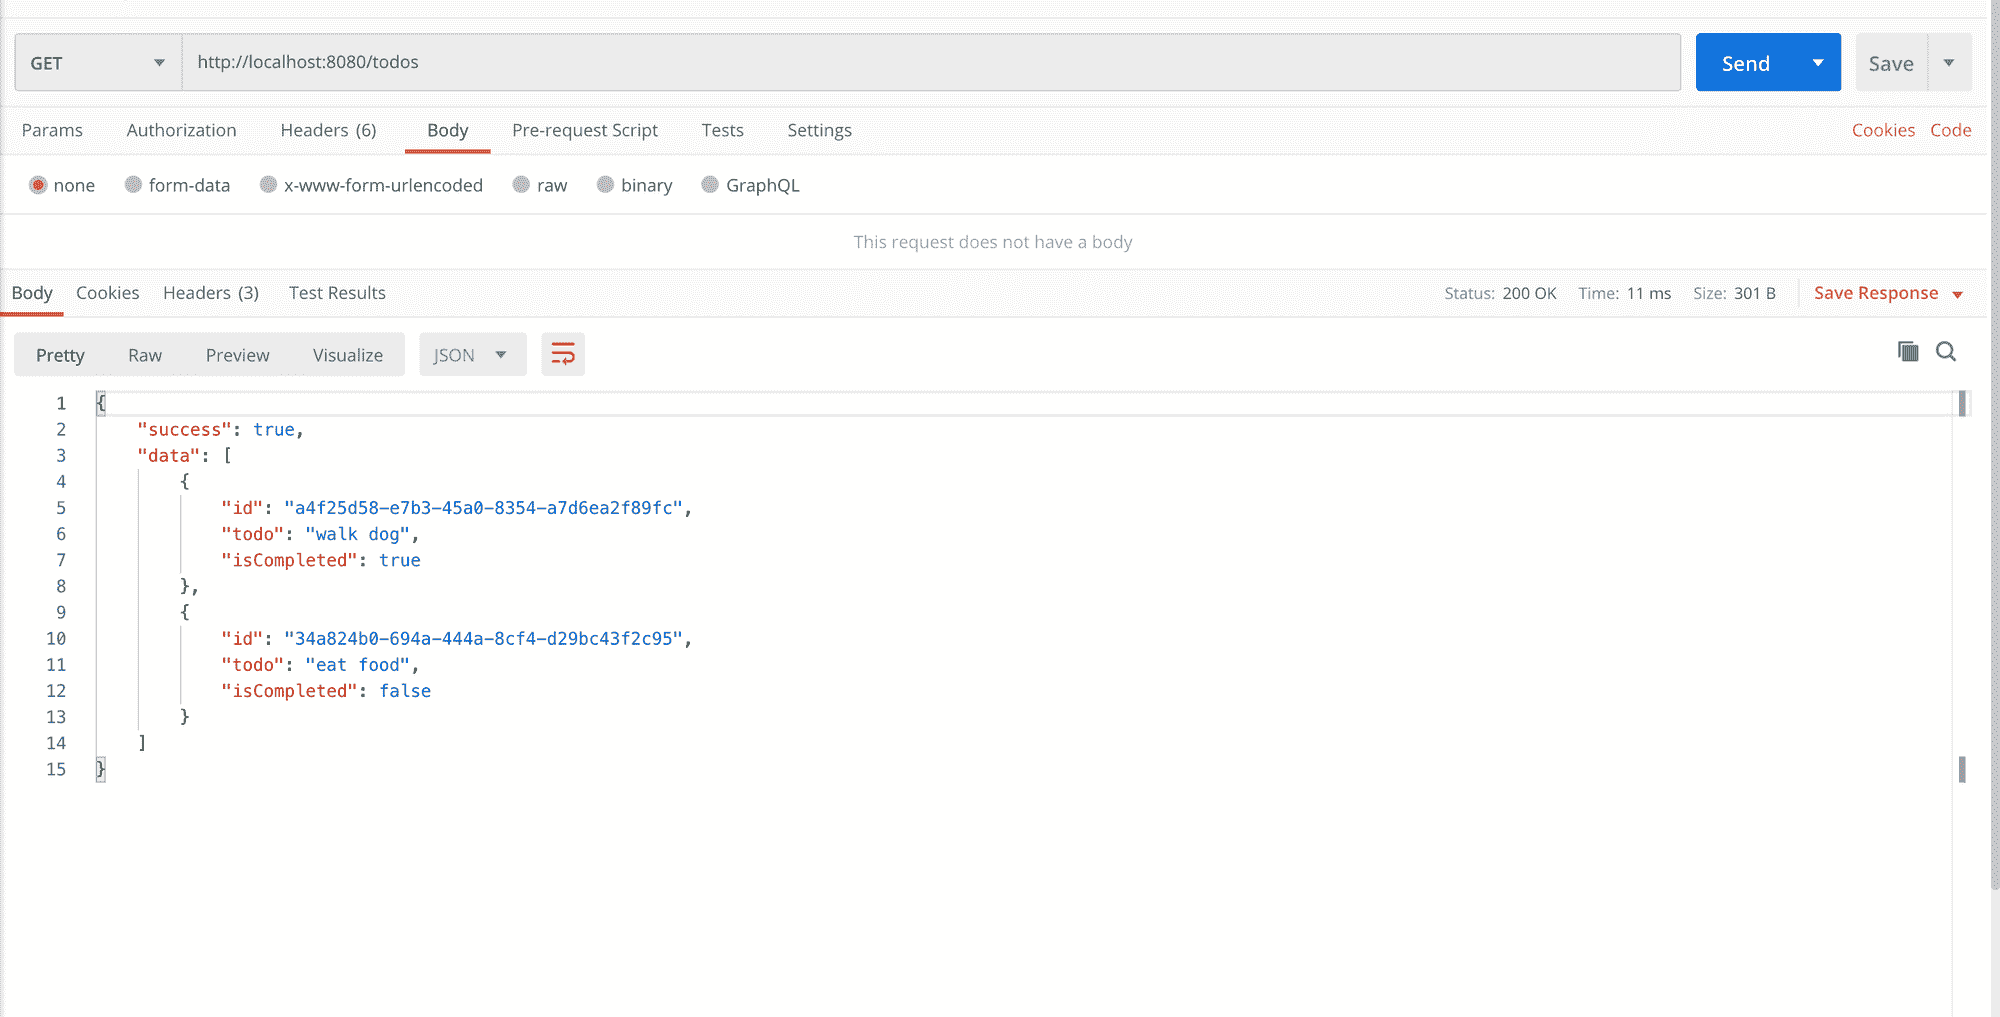 GET http://localhost:8080/todos Send Save
Params Authorization Headers (6) Body Pre-request Script Tests Settings Cookies Code
none form-data x-www-form-urlencoded raw binary GraphQL
This request does not have a body
Body Cookies Headers (3) Test Results Status: 200 OK Time: 11 ms Size: 301 B Save Response
Pretty Raw Preview Visualize JSON
1 {
2 "success": true,
3 "data": [
4 {
5 "id": "a4f25d58-e7b3-45a0-8354-a7d6ea2f89fc",
6 "todo": "walk dog",
7 "isCompleted": true
8 },
9 {
10 "id": "34a824b0-694a-444a-8cf4-d29bc43f2c95",
11 "todo": "eat food",
12 "isCompleted": false
13 }
14 ]
15 }